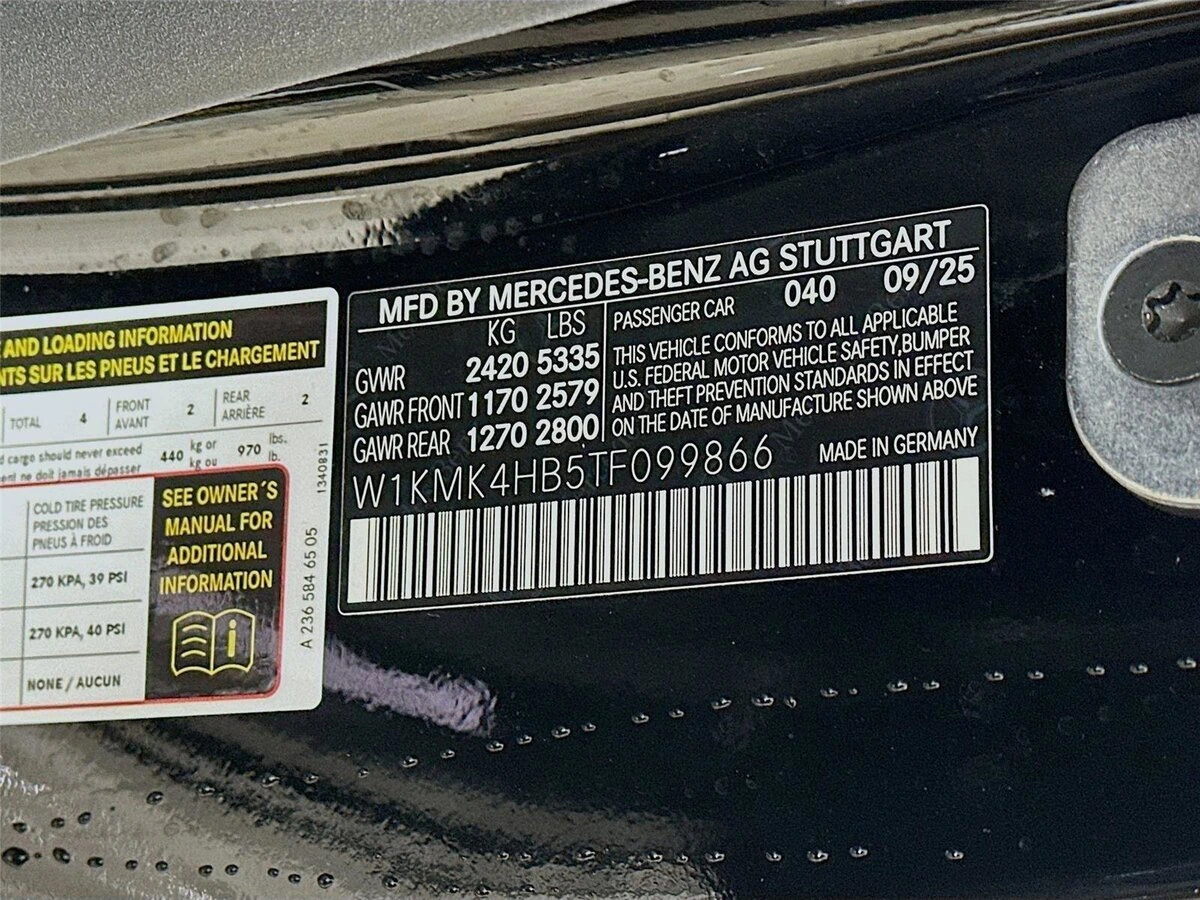 AND LOADING INFORMATION
NTS SUR LES PNEUS ET LE CHARGEMENT
TOTAL 4 FRONT AVANT 2 REAR ARRIÈRE 2
d cargo should never exceed 440 kg or 970 lbs.
ent ne doit jamais dépasser kg ou lb.
COLD TIRE PRESSURE
PRESSION DES
PNEUS À FROID
270 KPA, 39 PSI
270 KPA, 40 PSI
NONE / AUCUN
SEE OWNER´S
MANUAL FOR
ADDITIONAL
INFORMATION
1340831
A 236 584 65 05
MFD BY MERCEDES-BENZ AG STUTTGART
KG LBS
GVWR 2420 5335
GAWR FRONT 1170 2579
GAWR REAR 1270 2800
PASSENGER CAR 040 09/25
THIS VEHICLE CONFORMS TO ALL APPLICABLE
U.S. FEDERAL MOTOR VEHICLE SAFETY,BUMPER
AND THEFT PREVENTION STANDARDS IN EFFECT
ON THE DATE OF MANUFACTURE SHOWN ABOVE
W1KMK4HB5TF099866 MADE IN GERMANY